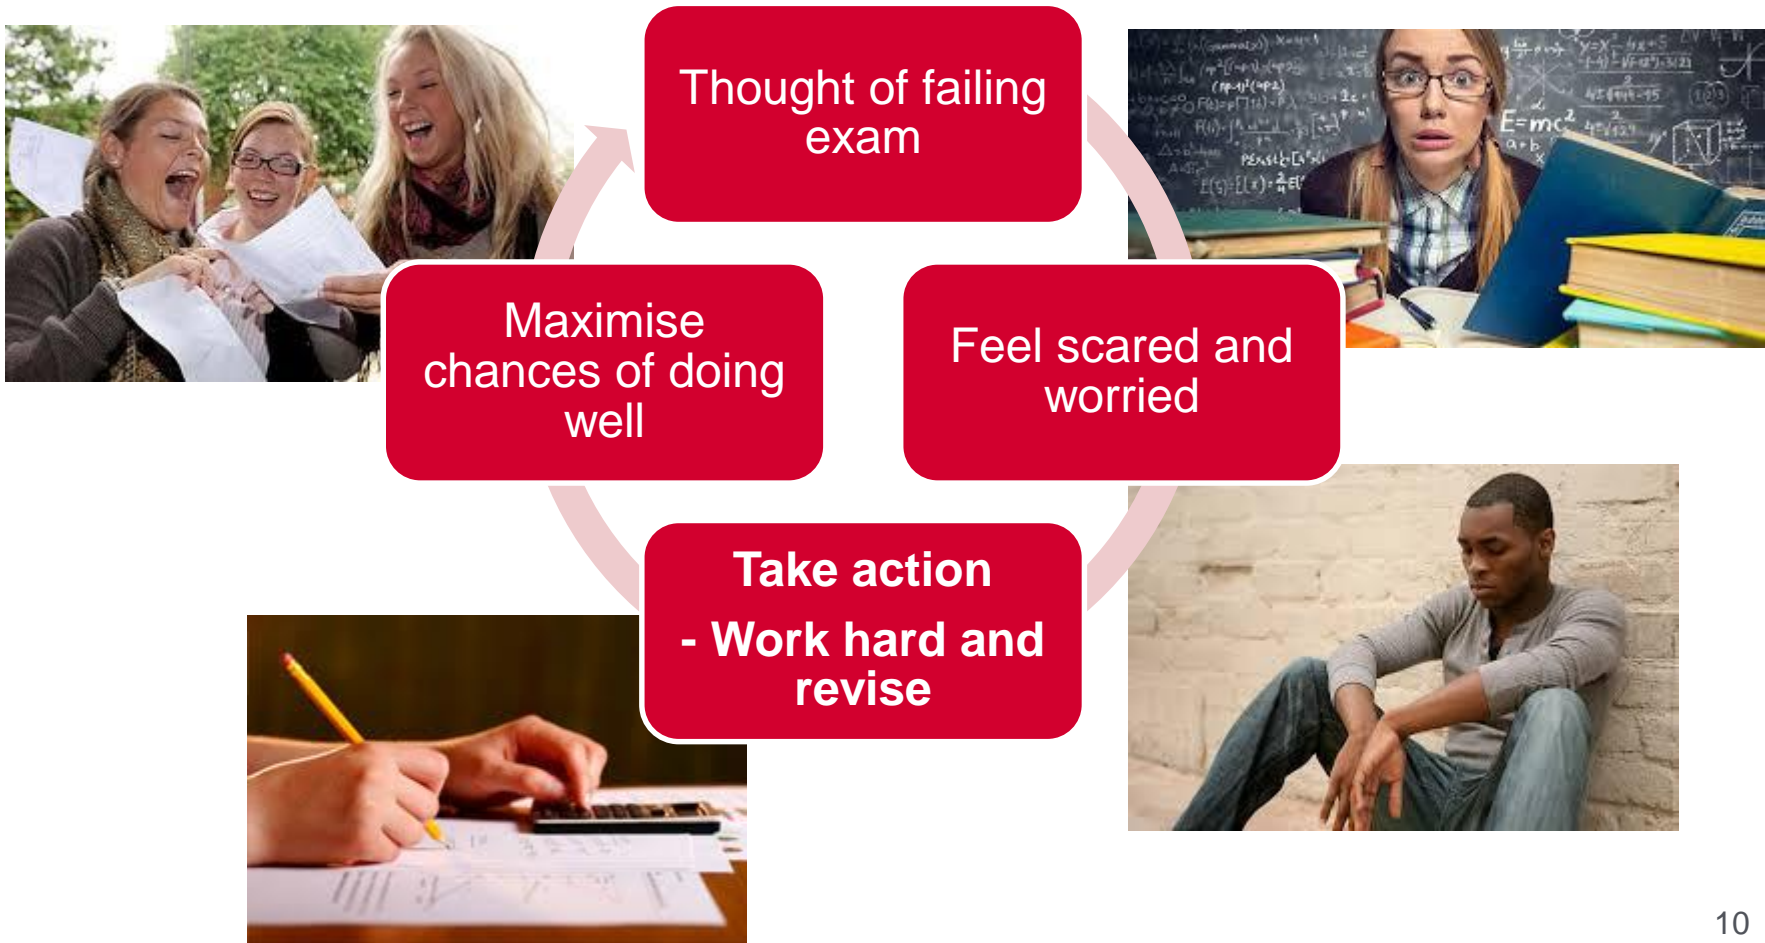 Thought of failing
exam
Feel scared and
worried
Take action
- Work hard and
revise
Maximise
chances of doing
well
E=mc²
10